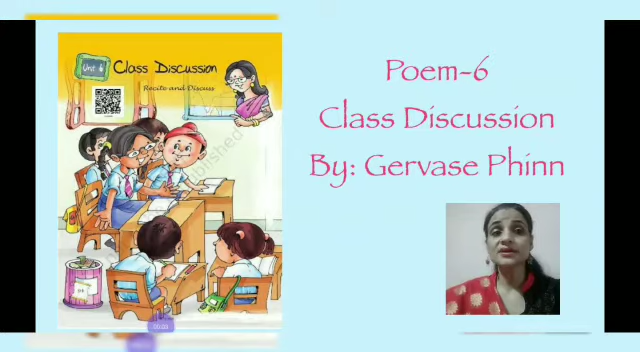 Unit 6
Class Discussion
Recite and Discuss
Poem-6
Class Discussion
By: Gervase Phinn